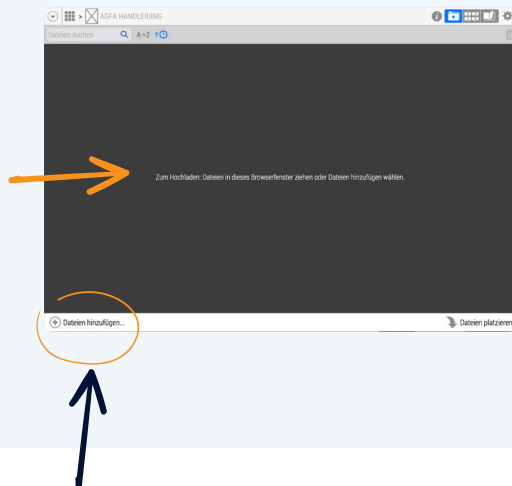 AGFA HANDLEIDING
Dateien suchen A→Z
Zum Hochladen: Dateien in dieses Browserfenster ziehen oder Dateien hinzufügen wählen.
Dateien hinzufügen... Dateien platzieren